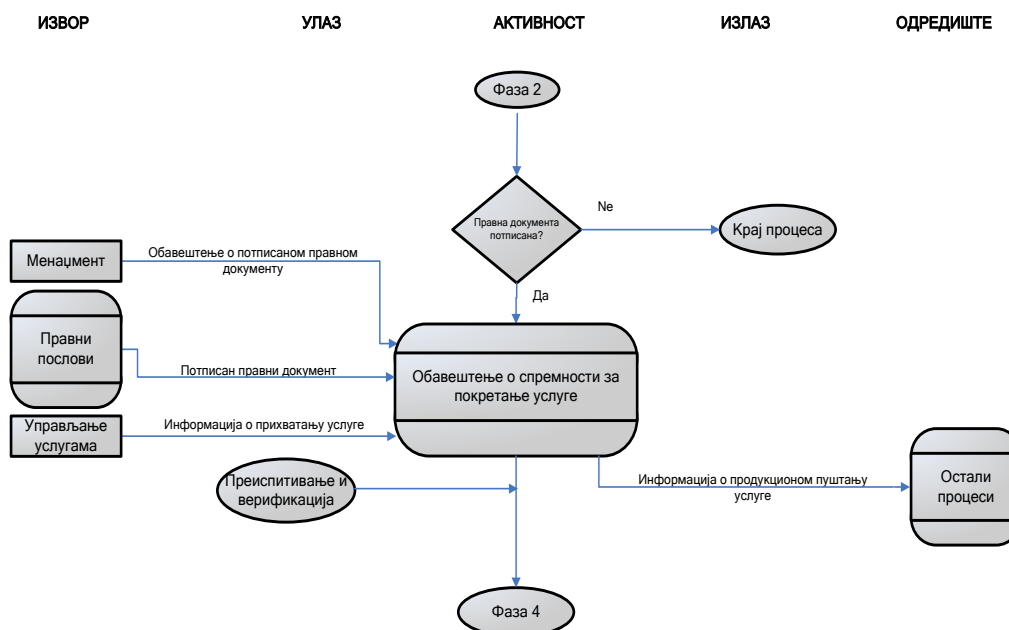 ИЗВОР
УЛАЗ
АКТИВНОСТ
ИЗЛАЗ
ОДРЕДИШТЕ
Фаза 2
Правна документа
потписана?
Ne
Крај процеса
Да
Менаџмент
Обавештење о потписаном правном
документу
Правни
послови
Потписан правни документ
Обавештење о спремности за
покретање услуге
Управљање
услугама
Информација о прихватању услуге
Преиспитивање и
верификација
Информација о продукционом пуштању
услуге
Остали
процеси
Фаза 4